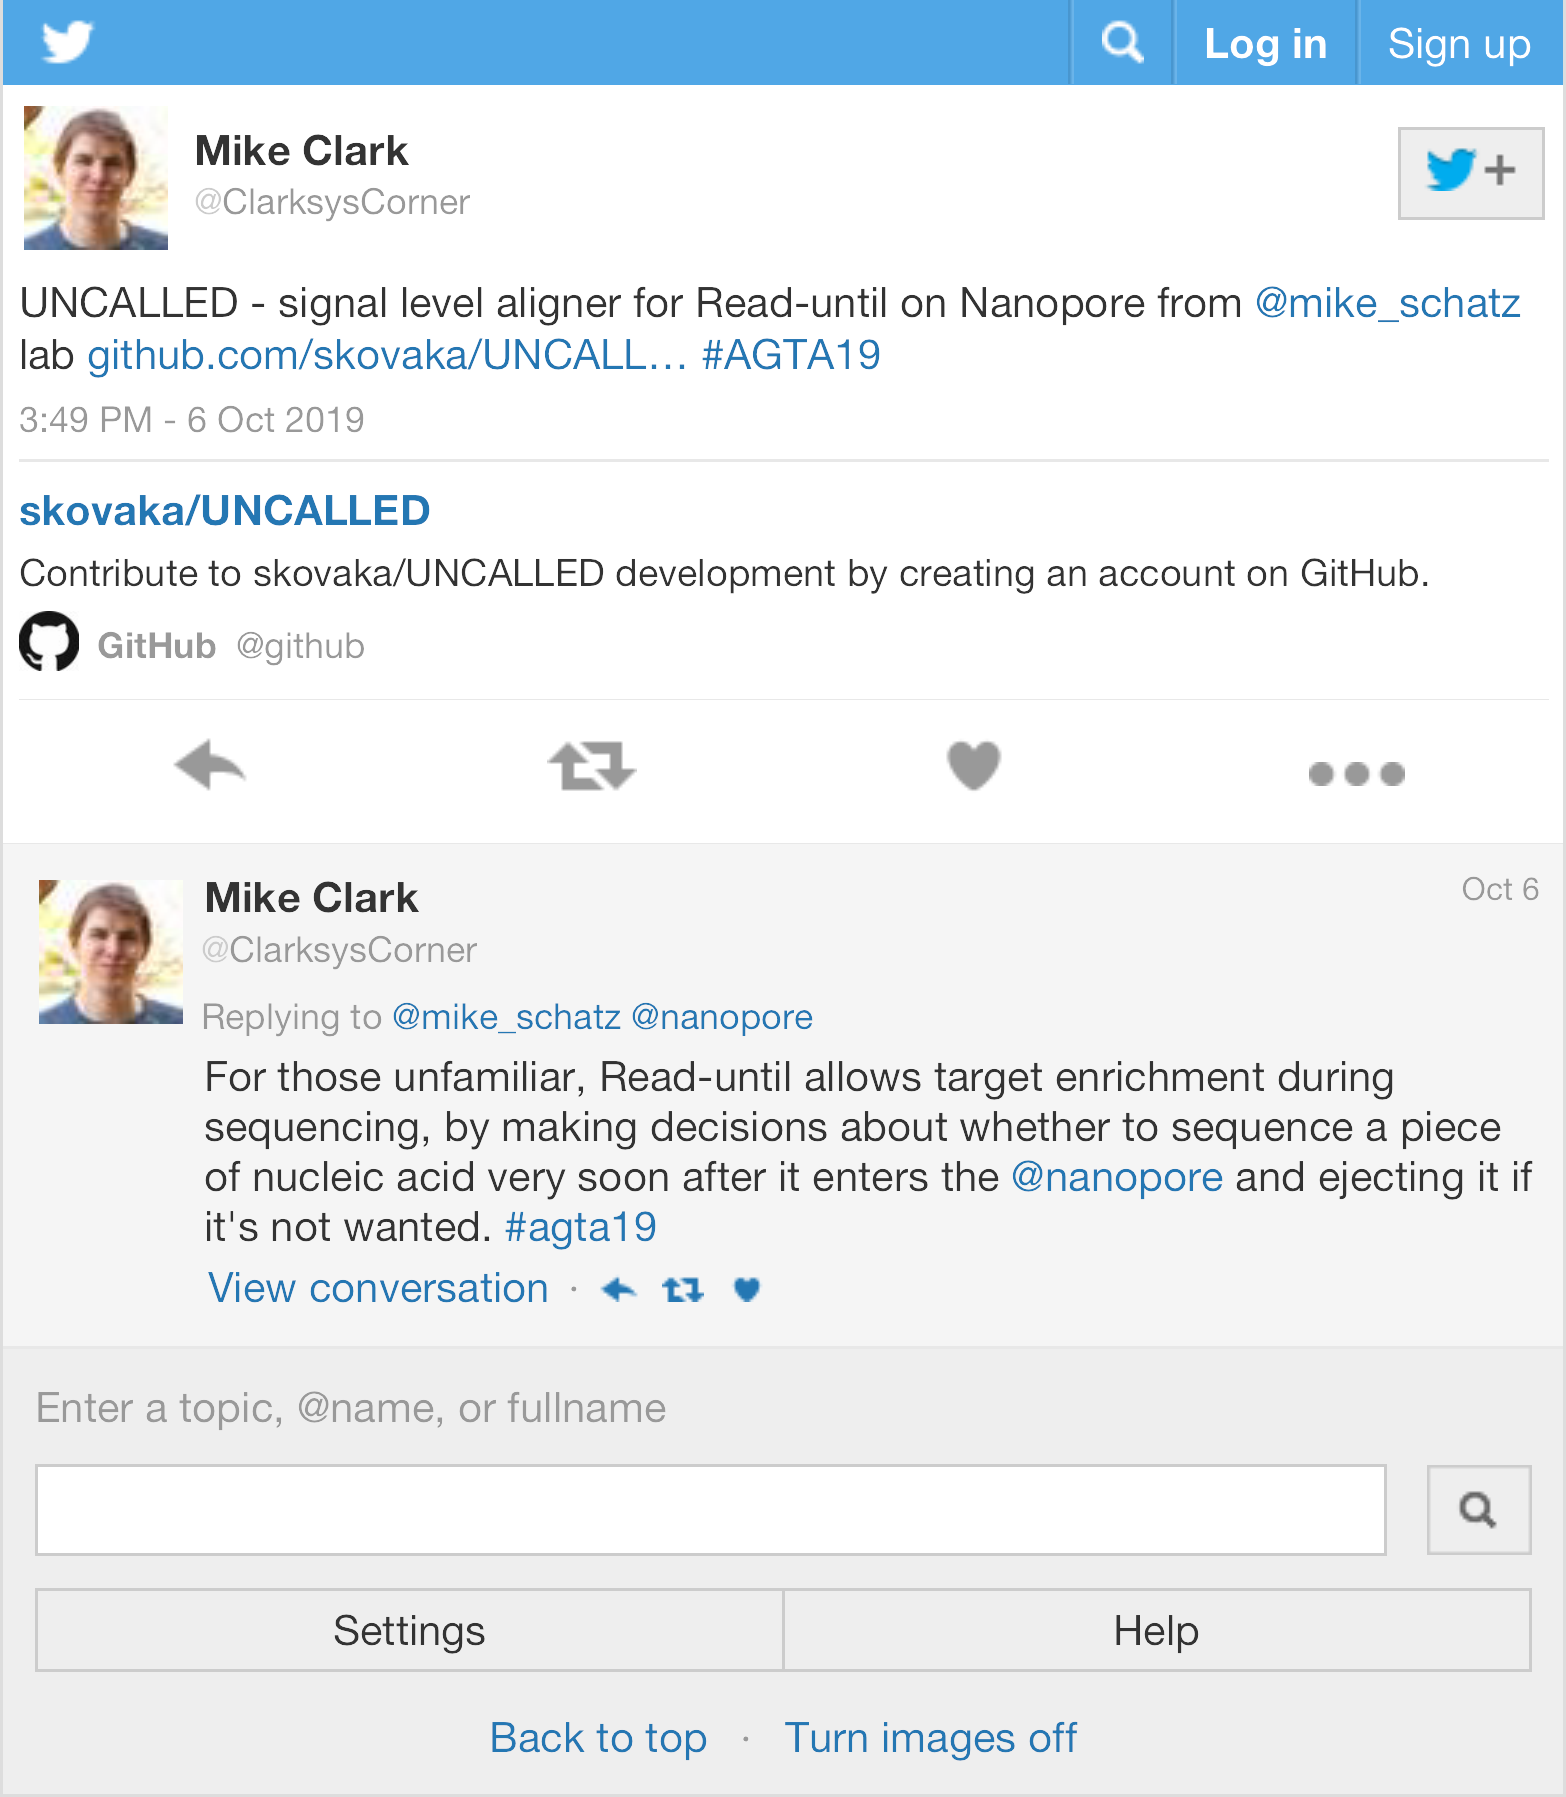 Log in
Sign up
Mike Clark
@ClarksysCorner
+
UNCALLED - signal level aligner for Read-until on Nanopore from @mike_schatz
lab github.com/skovaka/UNCALL… #AGTA19
3:49 PM - 6 Oct 2019
skovaka/UNCALLED
Contribute to skovaka/UNCALLED development by creating an account on GitHub.
GitHub @github
Mike Clark
Oct 6
@ClarksysCorner
Replying to @mike_schatz @nanopore
For those unfamiliar, Read-until allows target enrichment during
sequencing, by making decisions about whether to sequence a piece
of nucleic acid very soon after it enters the @nanopore and ejecting it if
it's not wanted. #agta19
View conversation ·
Enter a topic, @name, or fullname
Settings
Help
Back to top · Turn images off